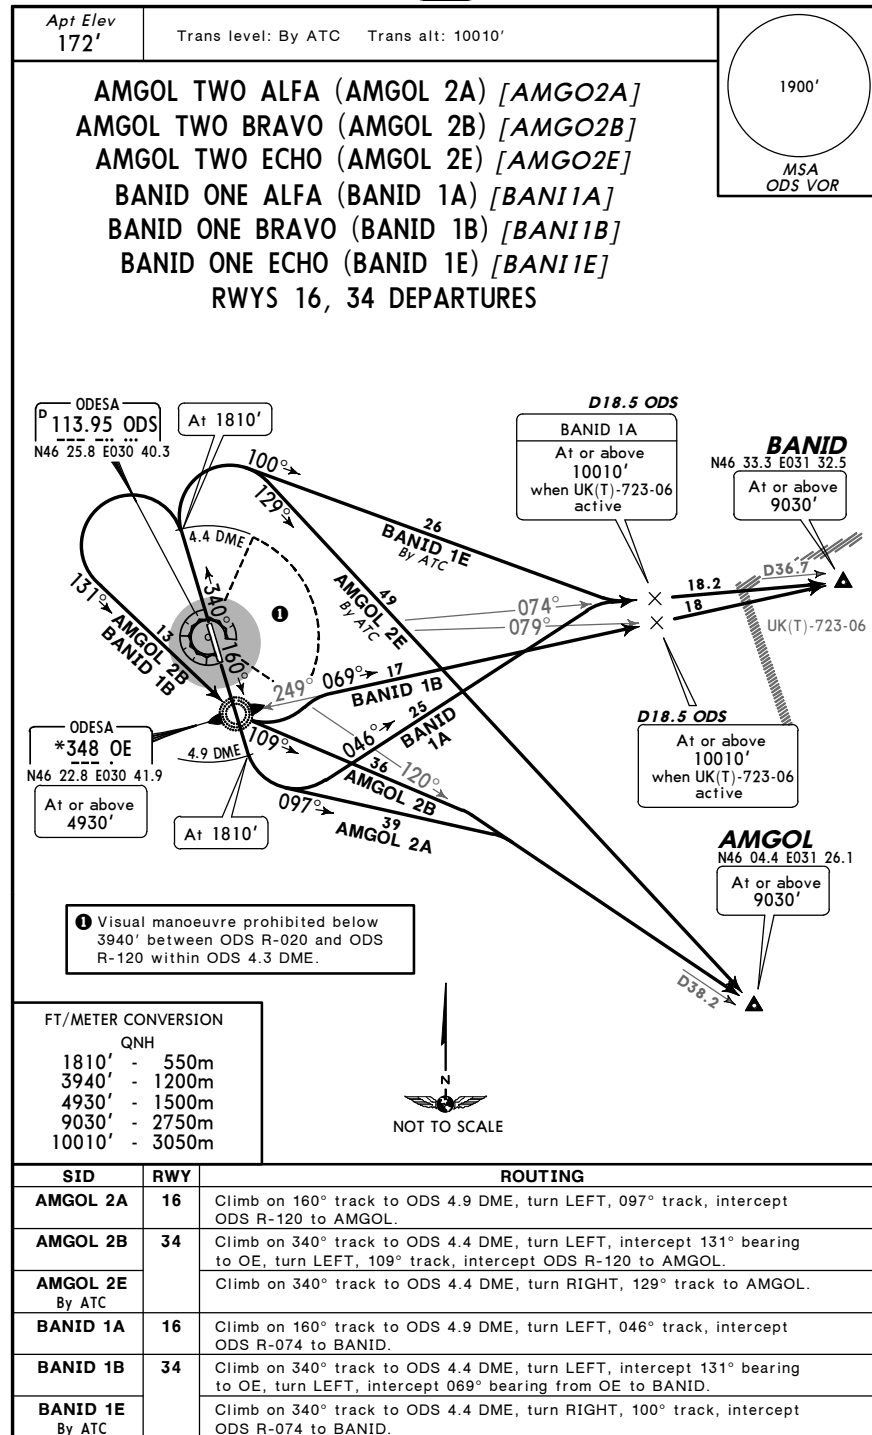 Apt Elev
172'
Trans level: By ATC Trans alt: 10010'
1900'
MSA
ODS VOR
AMGOL TWO ALFA (AMGOL 2A) [AMGO2A]
AMGOL TWO BRAVO (AMGOL 2B) [AMGO2B]
AMGOL TWO ECHO (AMGOL 2E) [AMGO2E]
BANID ONE ALFA (BANID 1A) [BANI1A]
BANID ONE BRAVO (BANID 1B) [BANI1B]
BANID ONE ECHO (BANID 1E) [BANI1E]
RWYS 16, 34 DEPARTURES
ODESA
D 113.95 ODS
N46 25.8 E030 40.3
At 1810'
D18.5 ODS
BANID 1A
At or above
10010'
when UK(T)-723-06
active
BANID
N46 33.3 E031 32.5
At or above
9030'
100°
129°
26
BANID 1E
By ATC
4.4 DME
49
AMGOL 2E
By ATC
131°
13
AMGOL 2B
BANID 1B
340°
160°
❶
074°
079°
18.2
18
D36.7
UK(T)-723-06
249°
069°
17
BANID 1B
25
BANID
1A
046°
ODESA
*348 OE
N46 22.8 E030 41.9
At or above
4930'
4.9 DME
109°
36
AMGOL 2B
120°
097°
39
AMGOL 2A
At 1810'
D18.5 ODS
At or above
10010'
when UK(T)-723-06
active
AMGOL
N46 04.4 E031 26.1
At or above
9030'
D38.2
❶ Visual manoeuvre prohibited below
3940' between ODS R-020 and ODS
R-120 within ODS 4.3 DME.
FT/METER CONVERSION
QNH
1810' - 550m
3940' - 1200m
4930' - 1500m
9030' - 2750m
10010' - 3050m
N
NOT TO SCALE
SID RWY ROUTING
AMGOL 2A 16 Climb on 160° track to ODS 4.9 DME, turn LEFT, 097° track, intercept
ODS R-120 to AMGOL.
AMGOL 2B 34 Climb on 340° track to ODS 4.4 DME, turn LEFT, intercept 131° bearing
to OE, turn LEFT, 109° track, intercept ODS R-120 to AMGOL.
AMGOL 2E Climb on 340° track to ODS 4.4 DME, turn RIGHT, 129° track to AMGOL.
By ATC
BANID 1A 16 Climb on 160° track to ODS 4.9 DME, turn LEFT, 046° track, intercept
ODS R-074 to BANID.
BANID 1B 34 Climb on 340° track to ODS 4.4 DME, turn LEFT, intercept 131° bearing
to OE, turn LEFT, intercept 069° bearing from OE to BANID.
BANID 1E Climb on 340° track to ODS 4.4 DME, turn RIGHT, 100° track, intercept
By ATC ODS R-074 to BANID.